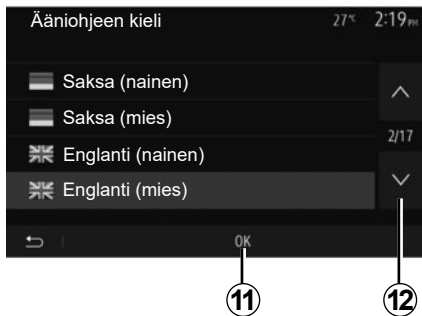 Ääniohjeen kieli 27°C 2:19PM
Saksa (nainen)
Saksa (mies)
2/17
Englanti (nainen)
Englanti (mies)
OK
11 12